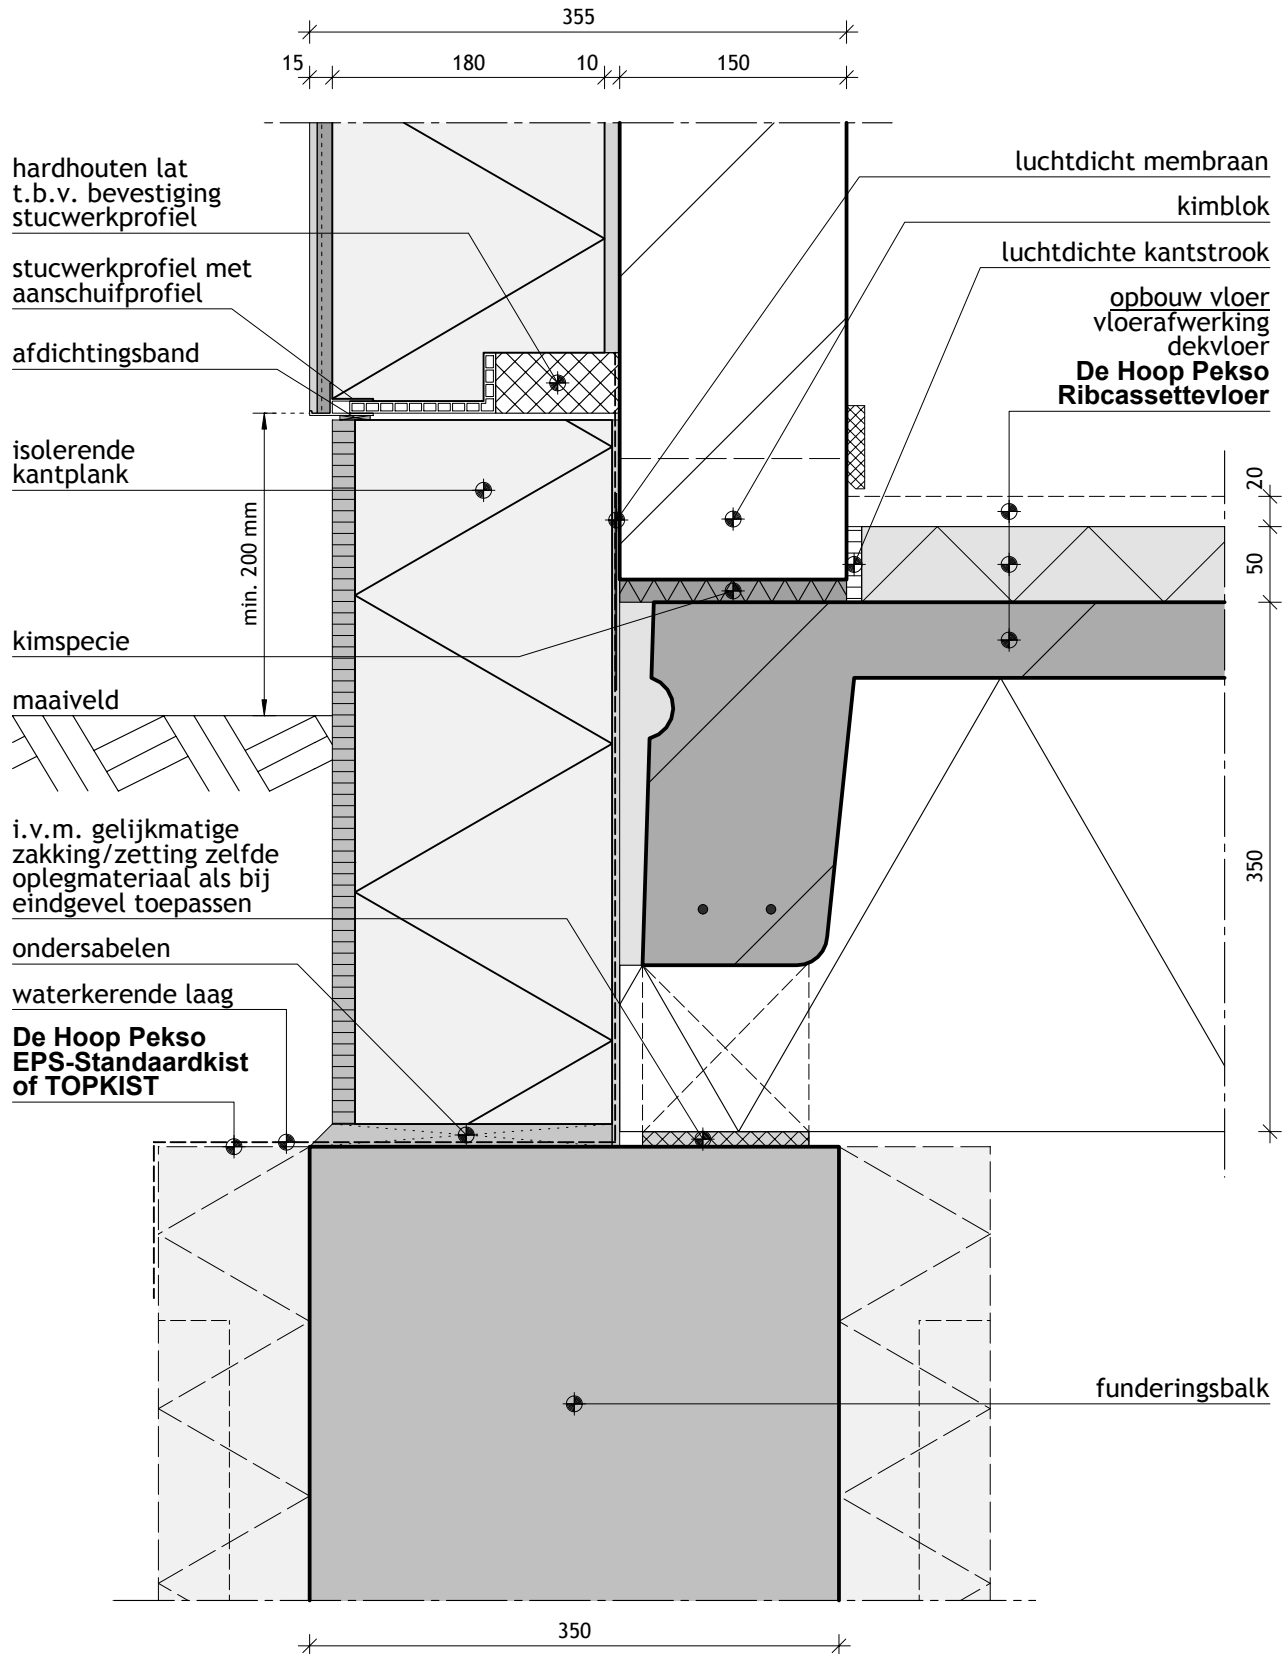 355
15
180
10
150
hardhouten lat
t.b.v. bevestiging
stucwerkprofiel
stucwerkprofiel met
aanschuifprofiel
afdichtingsband
isolerende
kantplank
min. 200 mm
kimspecie
maaiveld
i.v.m. gelijkmatige
zakking/zetting zelfde
oplegmateriaal als bij
eindgevel toepassen
ondersabelen
waterkerende laag
De Hoop Pekso
EPS-Standaardkist
of TOPKIST
luchtdicht membraan
kimblok
luchtdichte kantstrook
opbouw vloer
vloerafwerking
dekvloer
De Hoop Pekso
Ribcassettevloer
20
50
350
funderingsbalk
350